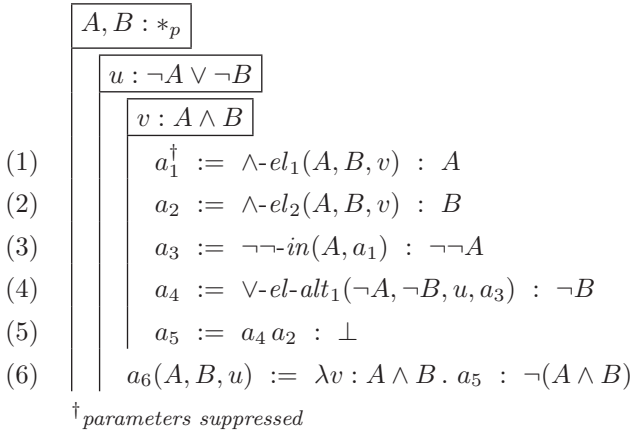 A, B : ∗ₚ
u : ¬A ∨ ¬B
v : A ∧ B
(1) a₁† := ∧-el₁(A, B, v) : A
(2) a₂ := ∧-el₂(A, B, v) : B
(3) a₃ := ¬¬-in(A, a₁) : ¬¬A
(4) a₄ := ∨-el-alt₁(¬A, ¬B, u, a₃) : ¬B
(5) a₅ := a₄ a₂ : ⊥
(6) a₆(A, B, u) := λv : A ∧ B . a₅ : ¬(A ∧ B)
† parameters suppressed